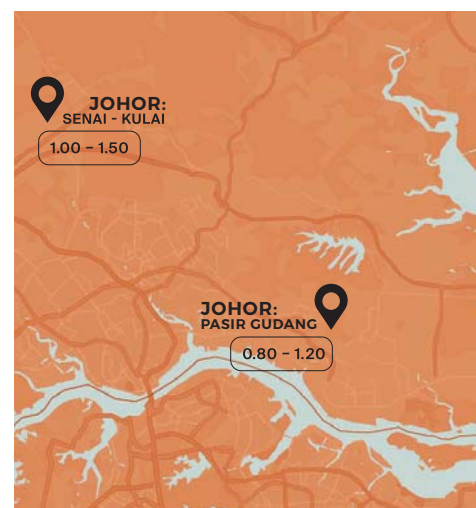 JOHOR:
SENAI - KULAI
1.00 – 1.50
JOHOR:
PASIR GUDANG
0.80 – 1.20